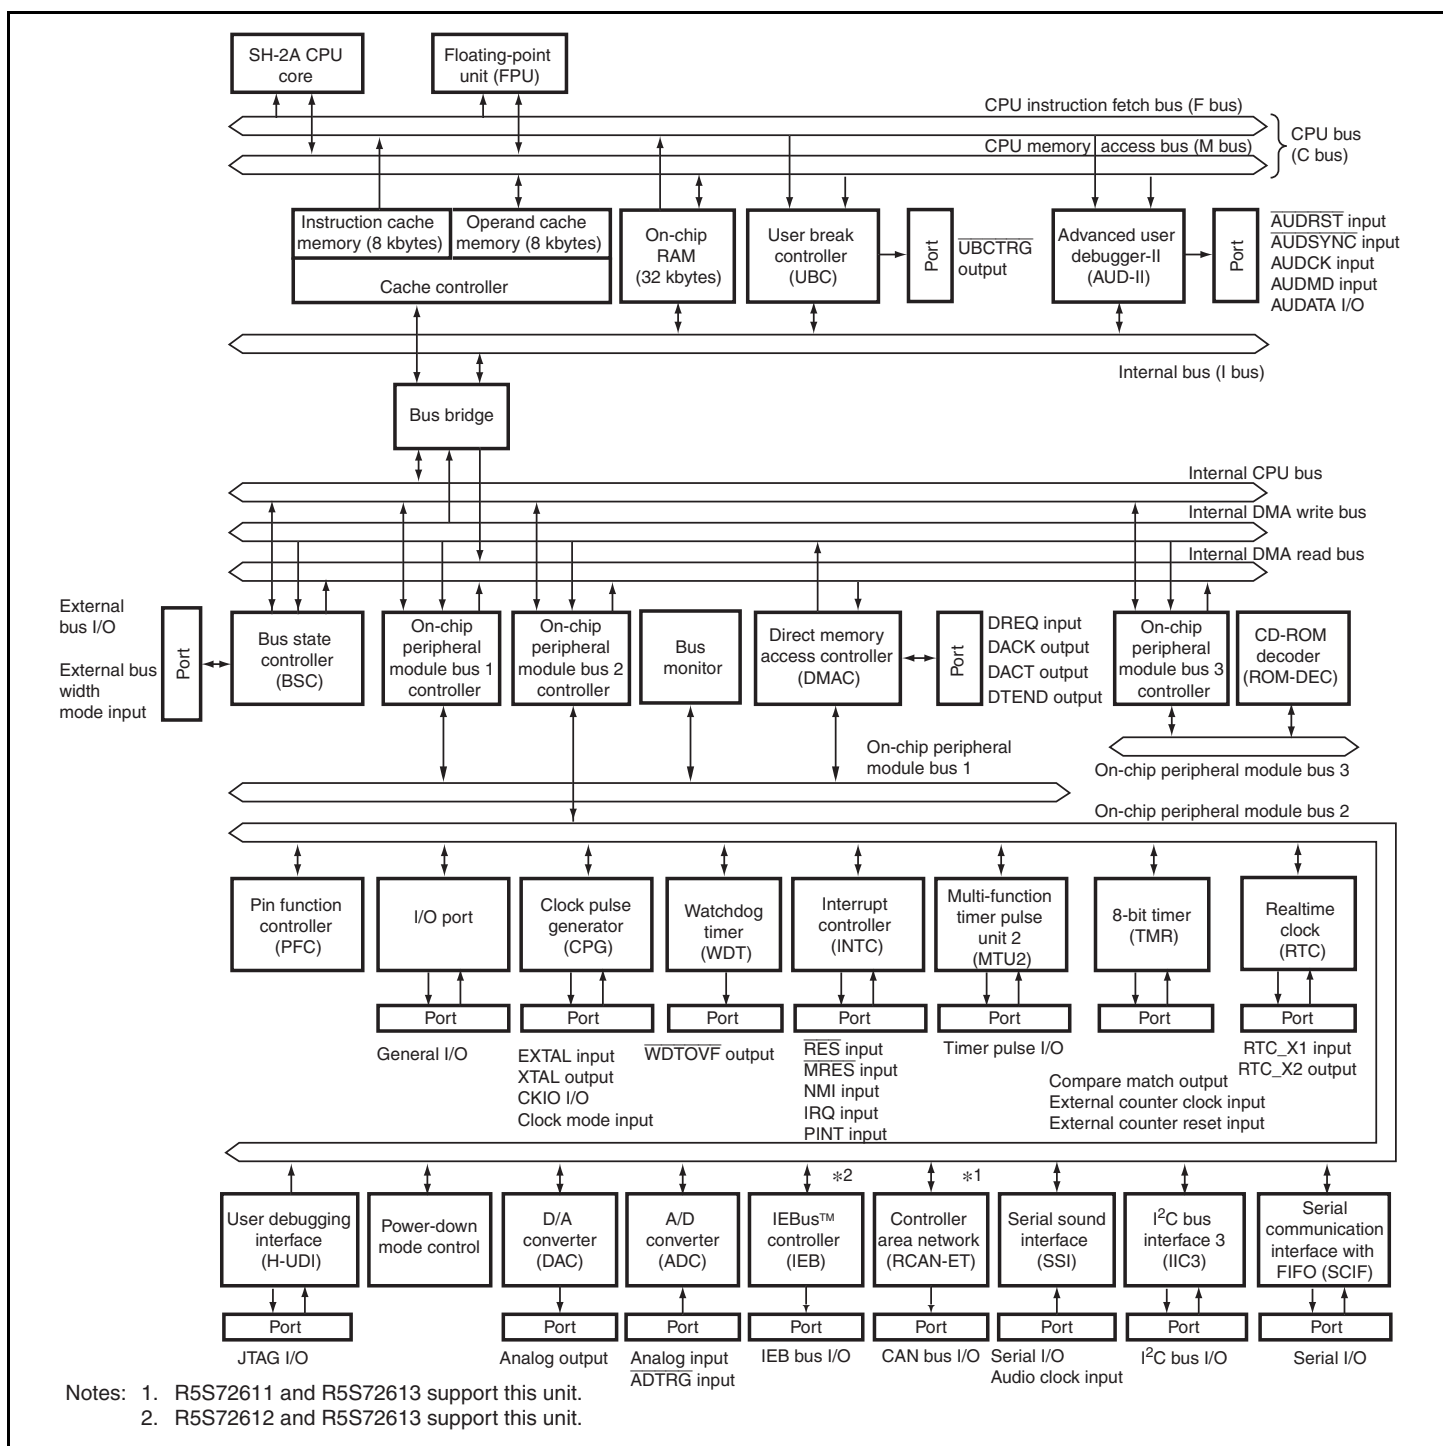 SH-2A CPU
core
Floating-point
unit (FPU)
CPU instruction fetch bus (F bus)
CPU memory access bus (M bus)
CPU bus
(C bus)
Instruction cache
memory (8 kbytes)
Operand cache
memory (8 kbytes)
Cache controller
On-chip
RAM
(32 kbytes)
User break
controller
(UBC)
Port
UBCTRG
output
Advanced user
debugger-II
(AUD-II)
Port
AUDRST input
AUDSYNC input
AUDCK input
AUDMD input
AUDATA I/O
Internal bus (I bus)
Bus bridge
Internal CPU bus
Internal DMA write bus
Internal DMA read bus
External
bus I/O
External bus
width
mode input
Port
Bus state
controller
(BSC)
On-chip
peripheral
module bus 1
controller
On-chip
peripheral
module bus 2
controller
Bus
monitor
Direct memory
access controller
(DMAC)
Port
DREQ input
DACK output
DACT output
DTEND output
On-chip
peripheral
module bus 3
controller
CD-ROM
decoder
(ROM-DEC)
On-chip peripheral
module bus 1
On-chip peripheral module bus 3
On-chip peripheral module bus 2
Pin function
controller
(PFC)
I/O port
Clock pulse
generator
(CPG)
Watchdog
timer
(WDT)
Interrupt
controller
(INTC)
Multi-function
timer pulse
unit 2
(MTU2)
8-bit timer
(TMR)
Realtime
clock
(RTC)
Port
Port
Port
Port
Port
Port
Port
General I/O
EXTAL input
XTAL output
CKIO I/O
Clock mode input
WDTOVF output
RES input
MRES input
NMI input
IRQ input
PINT input
Timer pulse I/O
Compare match output
External counter clock input
External counter reset input
RTC_X1 input
RTC_X2 output
*2
*1
User debugging
interface
(H-UDI)
Power-down
mode control
D/A
converter
(DAC)
A/D
converter
(ADC)
IEBus™
controller
(IEB)
Controller
area network
(RCAN-ET)
Serial sound
interface
(SSI)
I²C bus
interface 3
(IIC3)
Serial
communication
interface with
FIFO (SCIF)
Port
Port
Port
Port
Port
Port
Port
Port
JTAG I/O
Analog output
Analog input
ADTRG input
IEB bus I/O
CAN bus I/O
Serial I/O
Audio clock input
I²C bus I/O
Serial I/O
Notes: 1. R5S72611 and R5S72613 support this unit.
2. R5S72612 and R5S72613 support this unit.